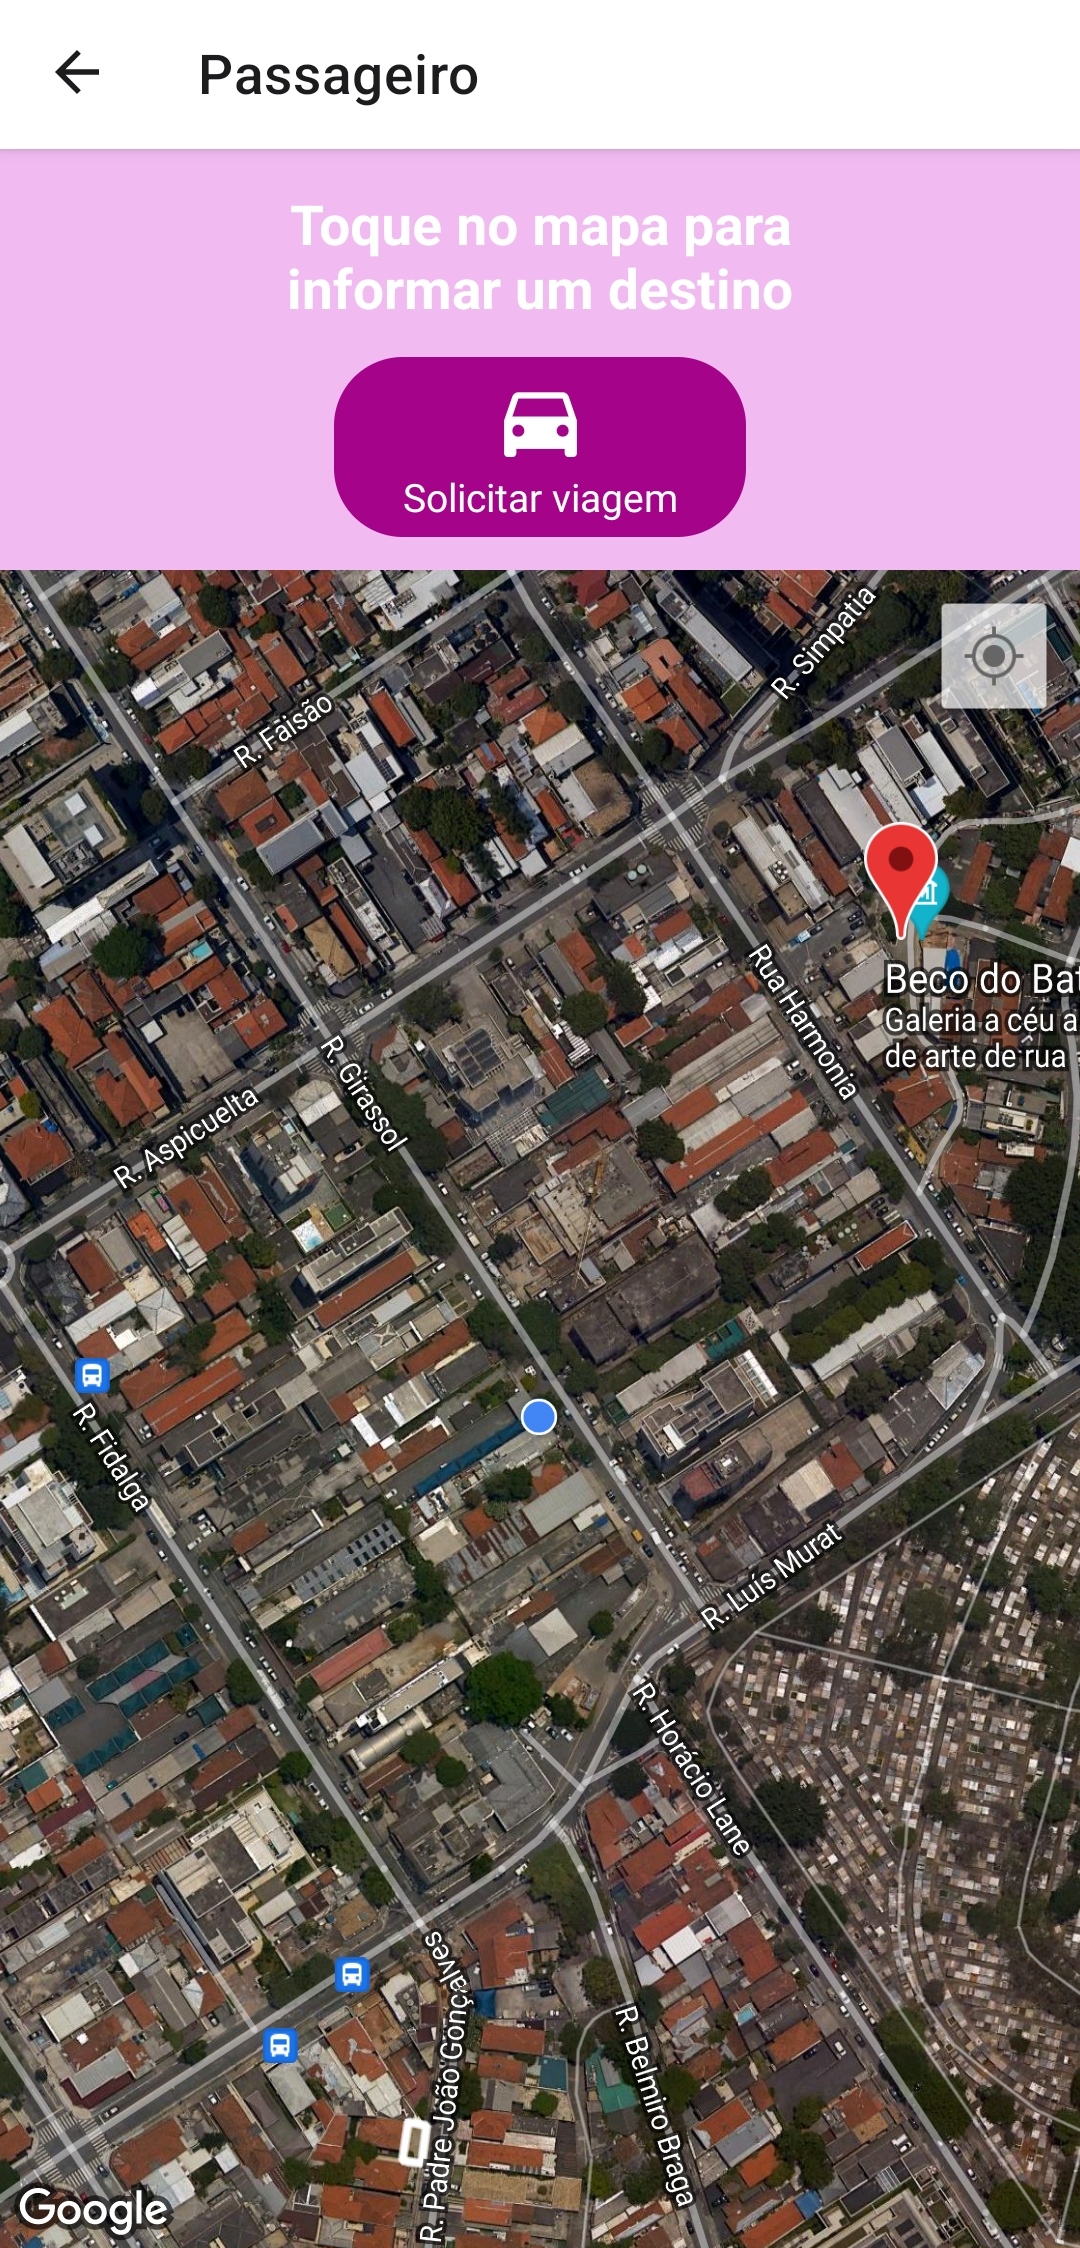 Passageiro
Toque no mapa para
informar um destino
Solicitar viagem
R. Simpatia
R. Faisão
Rua Harmonia
Beco do Bat
Galeria a céu a
de arte de rua
R. Girassol
R. Aspicuelta
R. Fidalga
R. Luís Murat
R. Horácio Lane
R. Padre João Gonçalves
R. Belmiro Braga
Google